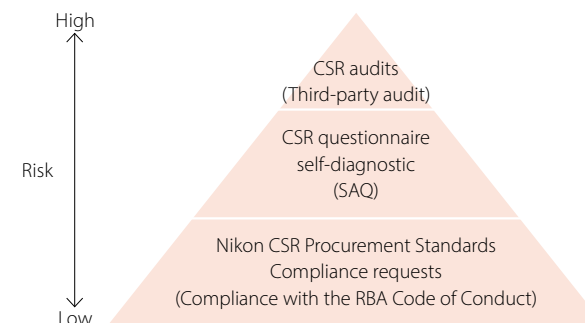 High
CSR audits
(Third-party audit)
CSR questionnaire
self-diagnostic
(SAQ)
Risk
Nikon CSR Procurement Standards
Compliance requests
(Compliance with the RBA Code of Conduct)
Low